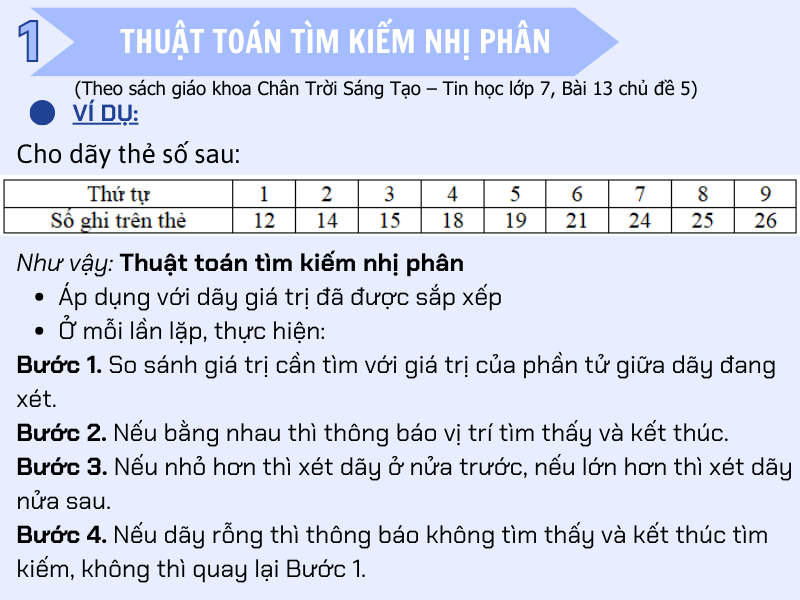 1
THUẬT TOÁN TÌM KIẾM NHỊ PHÂN
(Theo sách giáo khoa Chân Trời Sáng Tạo – Tin học lớp 7, Bài 13 chủ đề 5)
VÍ DỤ:
Cho dãy thẻ số sau:
Thứ tự 1 2 3 4 5 6 7 8 9
Số ghi trên thẻ 12 14 15 18 19 21 24 25 26
Như vậy: Thuật toán tìm kiếm nhị phân
• Áp dụng với dãy giá trị đã được sắp xếp
• Ở mỗi lần lặp, thực hiện:
Bước 1. So sánh giá trị cần tìm với giá trị của phần tử giữa dãy đang
xét.
Bước 2. Nếu bằng nhau thì thông báo vị trí tìm thấy và kết thúc.
Bước 3. Nếu nhỏ hơn thì xét dãy ở nửa trước, nếu lớn hơn thì xét dãy
nửa sau.
Bước 4. Nếu dãy rỗng thì thông báo không tìm thấy và kết thúc tìm
kiếm, không thì quay lại Bước 1.